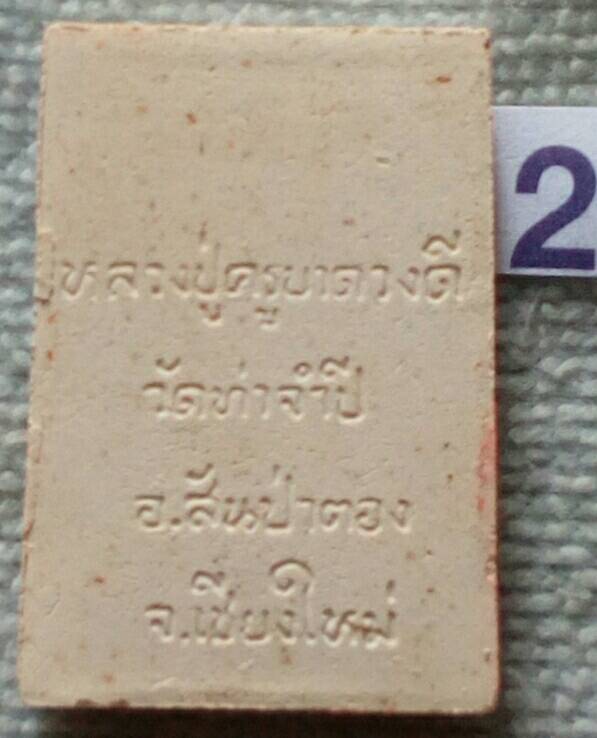 หลวงปู่ครูบาดวงดี
วัดท่าจำปี
อ.สันป่าตอง
จ.เชียงใหม่
2